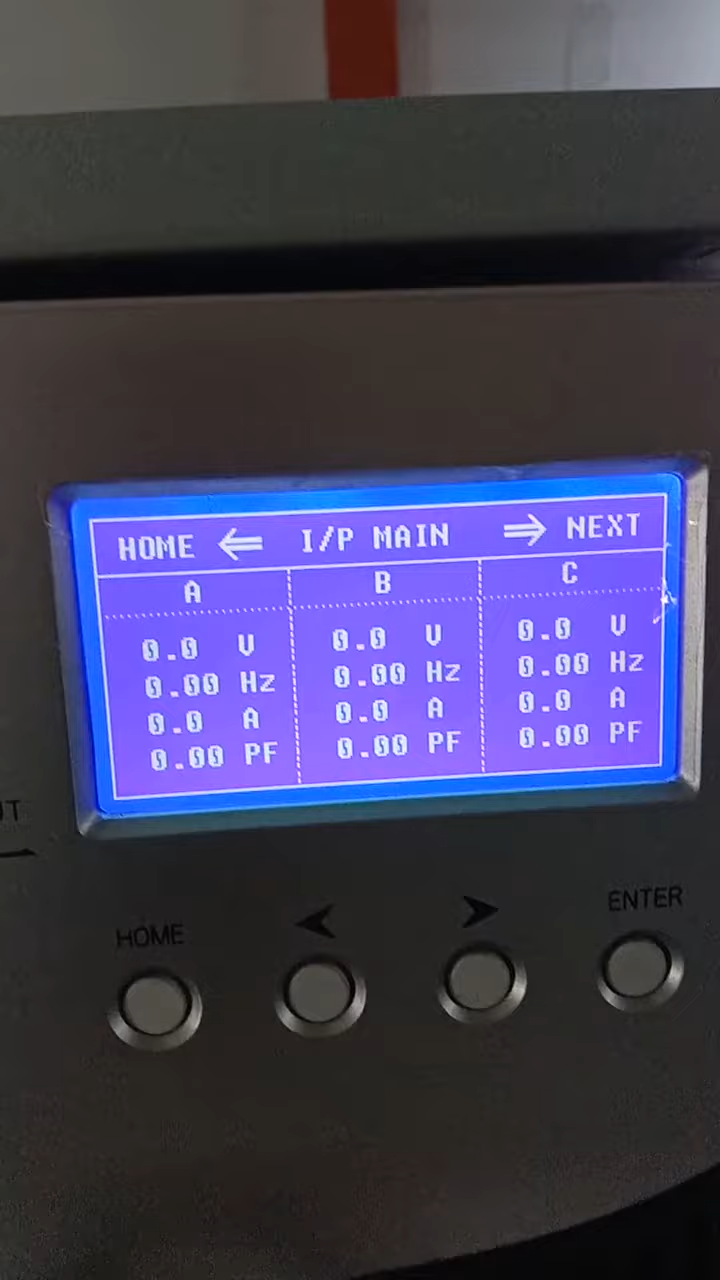 HOME ⇐ I/P MAIN ⇒ NEXT
A B C
0.0 V 0.0 V 0.0 V
0.00 Hz 0.00 Hz 0.00 Hz
0.0 A 0.0 A 0.0 A
0.00 PF 0.00 PF 0.00 PF
HOME ENTER